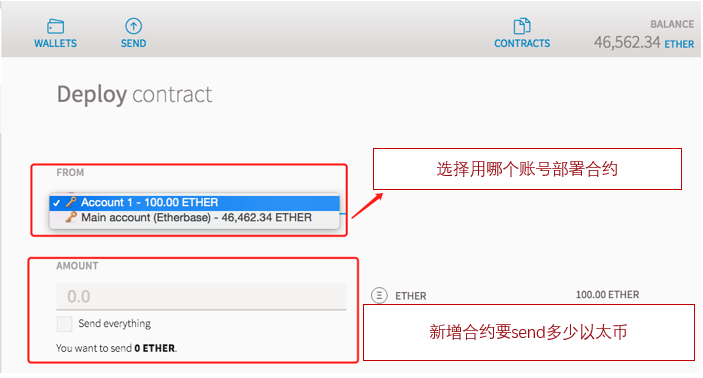 WALLETS
SEND
CONTRACTS
BALANCE
46,562.34 ETHER
Deploy contract
FROM
✓ Account 1 - 100.00 ETHER
Main account (Etherbase) - 46,462.34 ETHER
选择用哪个账号部署合约
AMOUNT
0.0
ETHER
100.00 ETHER
Send everything
You want to send 0 ETHER.
新增合约要send多少以太币